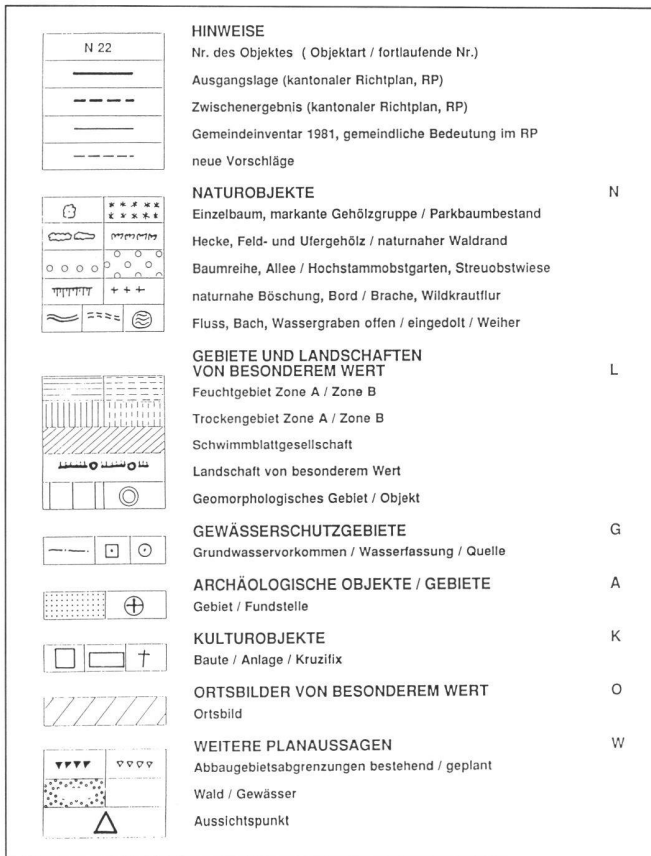 HINWEISE
N 22
Nr. des Objektes ( Objektart / fortlaufende Nr.)
Ausgangslage (kantonaler Richtplan, RP)
Zwischenergebnis (kantonaler Richtplan, RP)
Gemeindeinventar 1981, gemeindliche Bedeutung im RP
neue Vorschläge
NATUROBJEKTE N
Einzelbaum, markante Gehölzgruppe / Parkbaumbestand
Hecke, Feld- und Ufergehölz / naturnaher Waldrand
Baumreihe, Allee / Hochstammobstgarten, Streuobstwiese
naturnahe Böschung, Bord / Brache, Wildkrautflur
Fluss, Bach, Wassergraben offen / eingedolt / Weiher
GEBIETE UND LANDSCHAFTEN
VON BESONDEREM WERT L
Feuchtgebiet Zone A / Zone B
Trockengebiet Zone A / Zone B
Schwimmblattgesellschaft
Landschaft von besonderem Wert
Geomorphologisches Gebiet / Objekt
GEWÄSSERSCHUTZGEBIETE G
Grundwasservorkommen / Wasserfassung / Quelle
ARCHÄOLOGISCHE OBJEKTE / GEBIETE A
Gebiet / Fundstelle
KULTUROBJEKTE K
Baute / Anlage / Kruzifix
ORTSBILDER VON BESONDEREM WERT O
Ortsbild
WEITERE PLANAUSSAGEN W
Abbaugebietsabgrenzungen bestehend / geplant
Wald / Gewässer
Aussichtspunkt